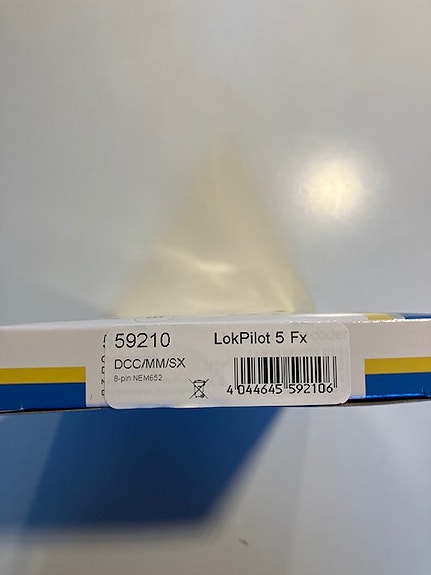 59210 LokPilot 5 Fx
DCC/MM/SX
8-pin NEM652
4 044645 592106